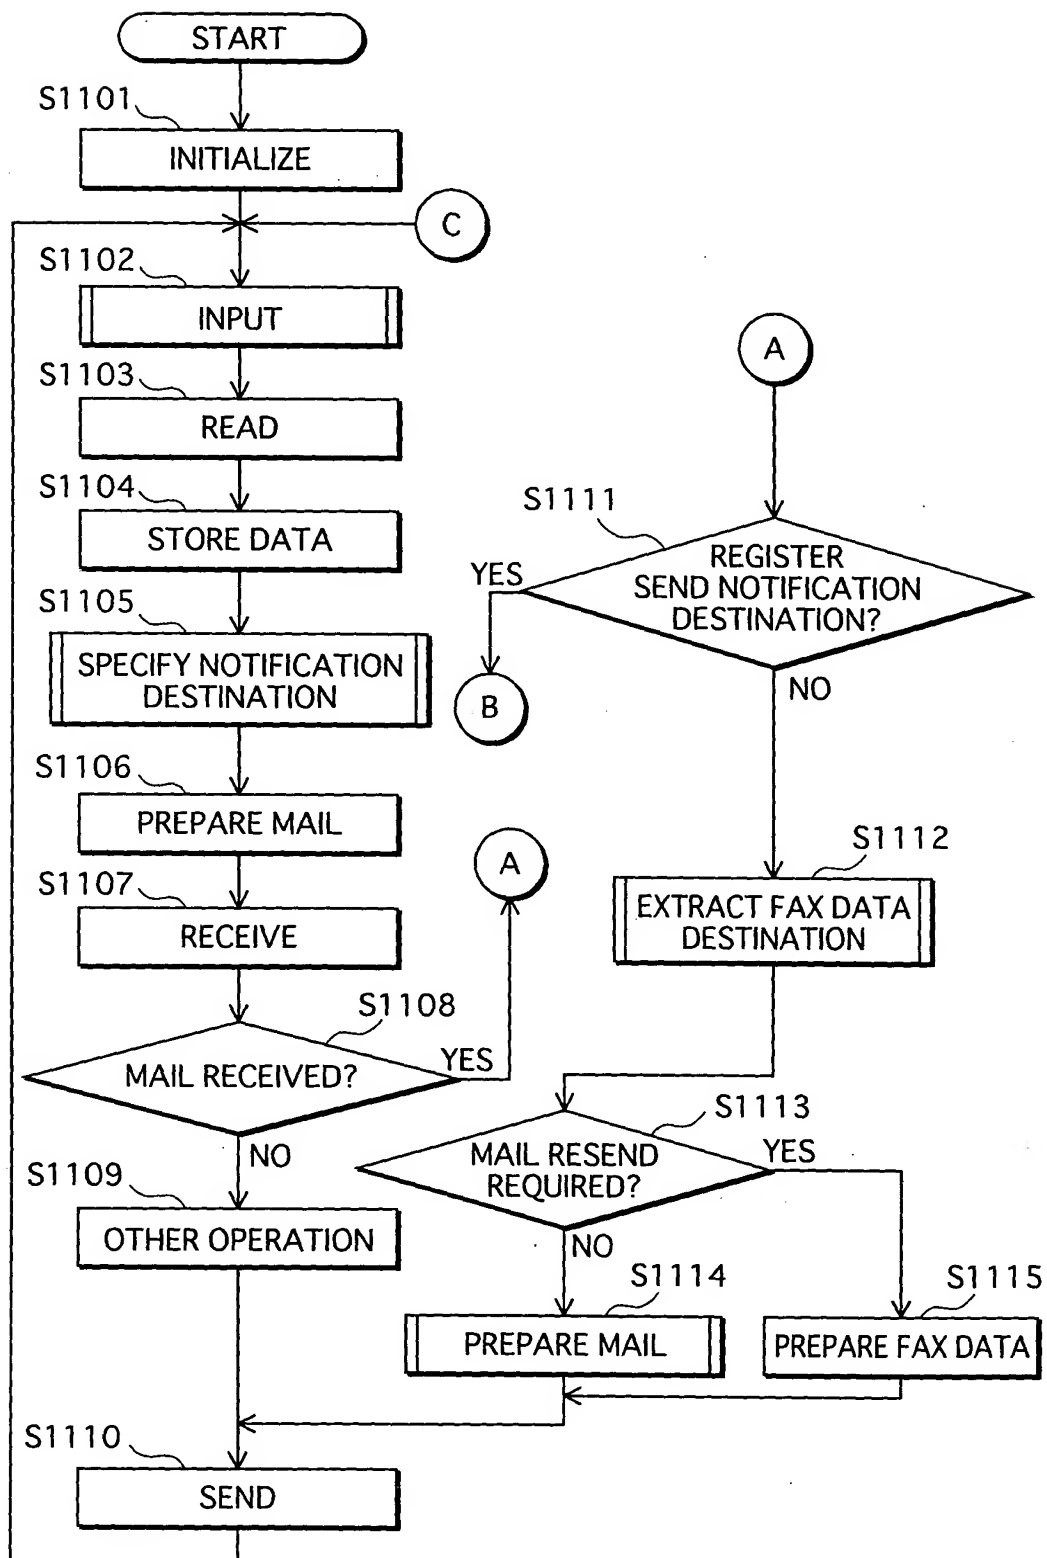 START
S1101
INITIALIZE
C
S1102
INPUT
S1103
READ
S1104
STORE DATA
S1105
SPECIFY NOTIFICATION
DESTINATION
S1106
PREPARE MAIL
S1107
RECEIVE
S1108
MAIL RECEIVED?
YES
A
NO
S1109
OTHER OPERATION
S1110
SEND
A
S1111
REGISTER
SEND NOTIFICATION
DESTINATION?
YES
B
NO
S1112
EXTRACT FAX DATA
DESTINATION
S1113
MAIL RESEND
REQUIRED?
YES
NO
S1114
PREPARE MAIL
S1115
PREPARE FAX DATA